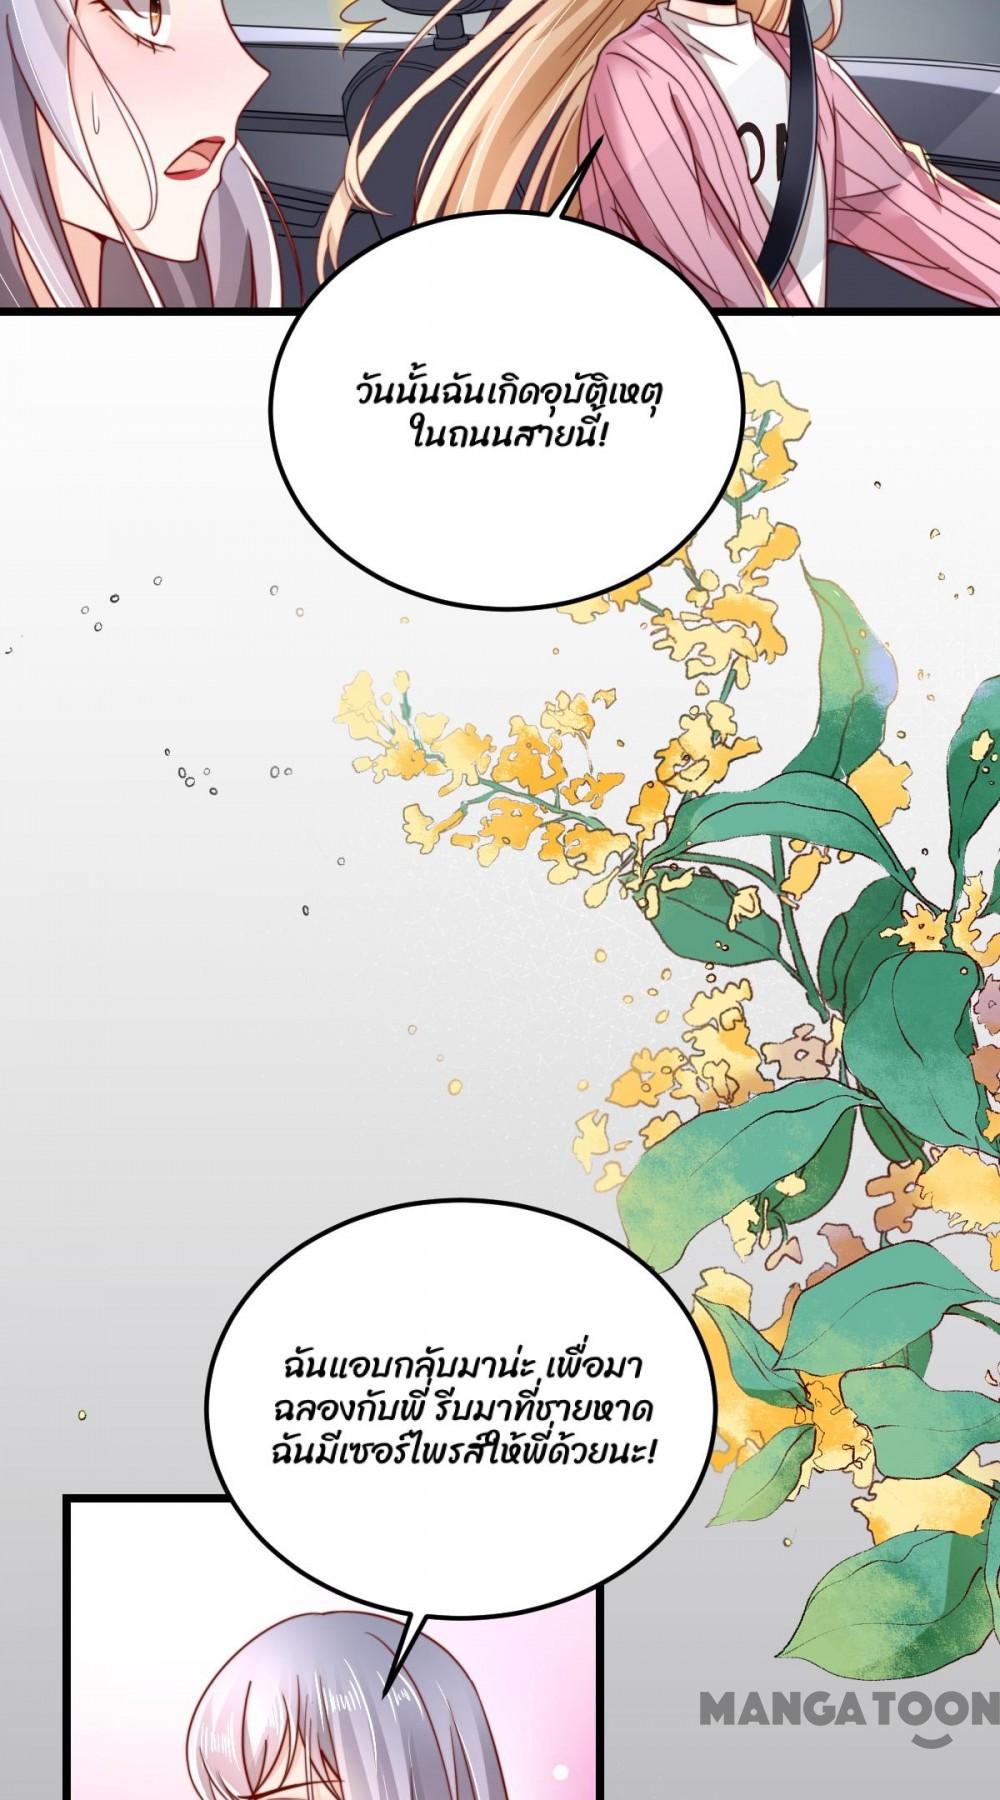 ON
วันนั้นฉันเกิดอุบัติเหตุ
ในถนนสายนี้!
ฉันแอบกลับมาน่ะ เพื่อมา
ฉลองกับพี่ รีบมาที่ชายหาด
ฉันมีเซอร์ไพรส์ให้พี่ด้วยนะ!
MANGA TOON